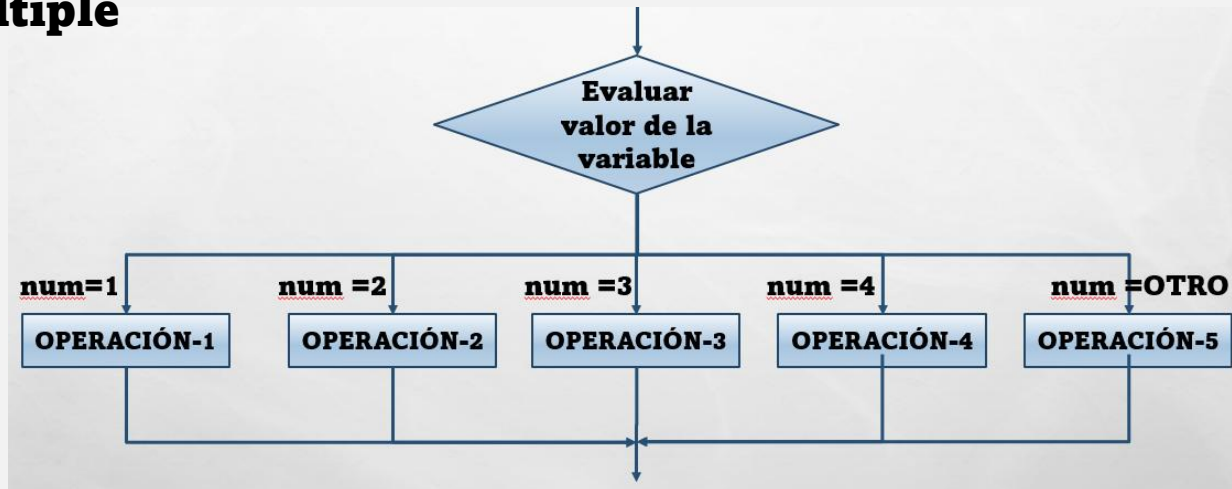 Evaluar
valor de la
variable
num=1
num =2
num =3
num =4
num =OTRO
OPERACIÓN-1
OPERACIÓN-2
OPERACIÓN-3
OPERACIÓN-4
OPERACIÓN-5